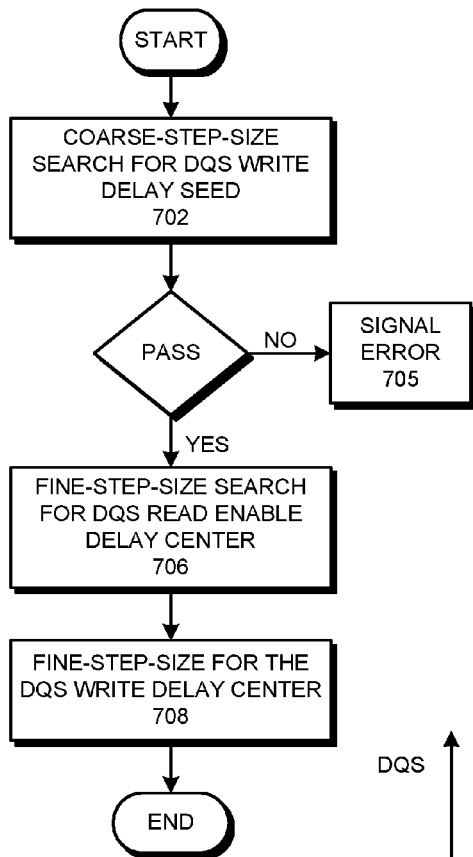 START
COARSE-STEP-SIZE
SEARCH FOR DQS WRITE
DELAY SEED
702
PASS
NO
SIGNAL
ERROR
705
YES
FINE-STEP-SIZE SEARCH
FOR DQS READ ENABLE
DELAY CENTER
706
FINE-STEP-SIZE FOR THE
DQS WRITE DELAY CENTER
708
DQS
END